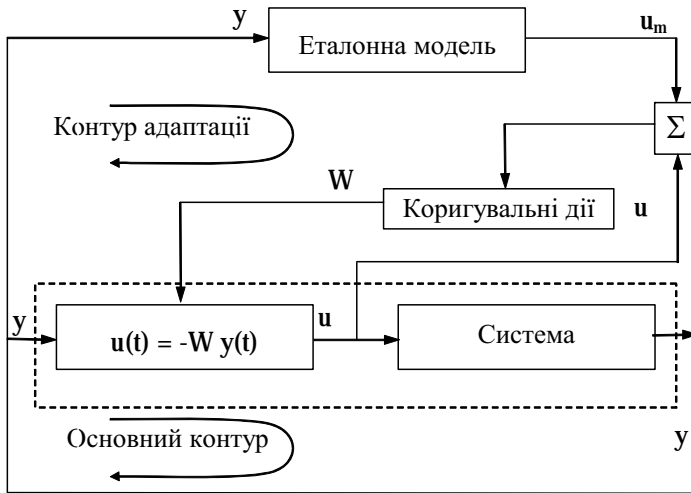 y
Еталонна модель
u_m
Контур адаптації
Σ
W
Коригувальні дії
u
y
u(t) = -W y(t)
u
Система
Основний контур
y